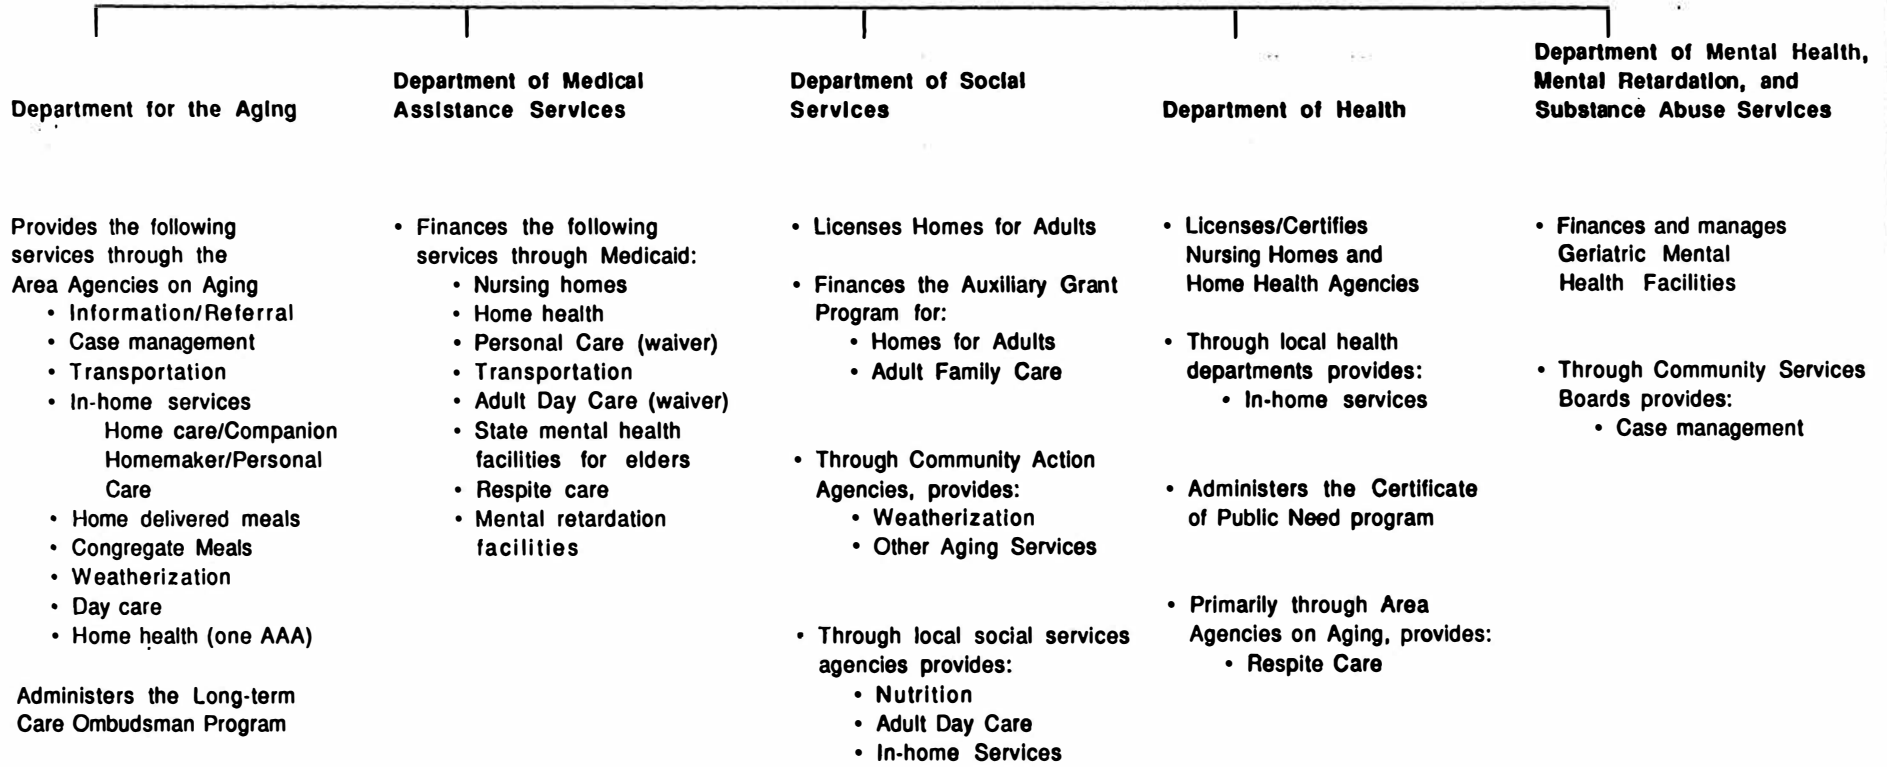 Department for the Aging
Provides the following
services through the
Area Agencies on Aging
• Information/Referral
• Case management
• Transportation
• In-home services
Home care/Companion
Homemaker/Personal
Care
• Home delivered meals
• Congregate Meals
• Weatherization
• Day care
• Home health (one AAA)
Administers the Long-term
Care Ombudsman Program
Department of Medical
Assistance Services
• Finances the following
services through Medicaid:
• Nursing homes
• Home health
• Personal Care (waiver)
• Transportation
• Adult Day Care (waiver)
• State mental health
facilities for elders
• Respite care
• Mental retardation
facilities
Department of Social
Services
• Licenses Homes for Adults
• Finances the Auxiliary Grant
Program for:
• Homes for Adults
• Adult Family Care
• Through Community Action
Agencies, provides:
• Weatherization
• Other Aging Services
• Through local social services
agencies provides:
• Nutrition
• Adult Day Care
• In-home Services
Department of Health
• Licenses/Certifies
Nursing Homes and
Home Health Agencies
• Through local health
departments provides:
• In-home services
• Administers the Certificate
of Public Need program
• Primarily through Area
Agencies on Aging, provides:
• Respite Care
Department of Mental Health,
Mental Retardation, and
Substance Abuse Services
• Finances and manages
Geriatric Mental
Health Facilities
• Through Community Services
Boards provides:
• Case management